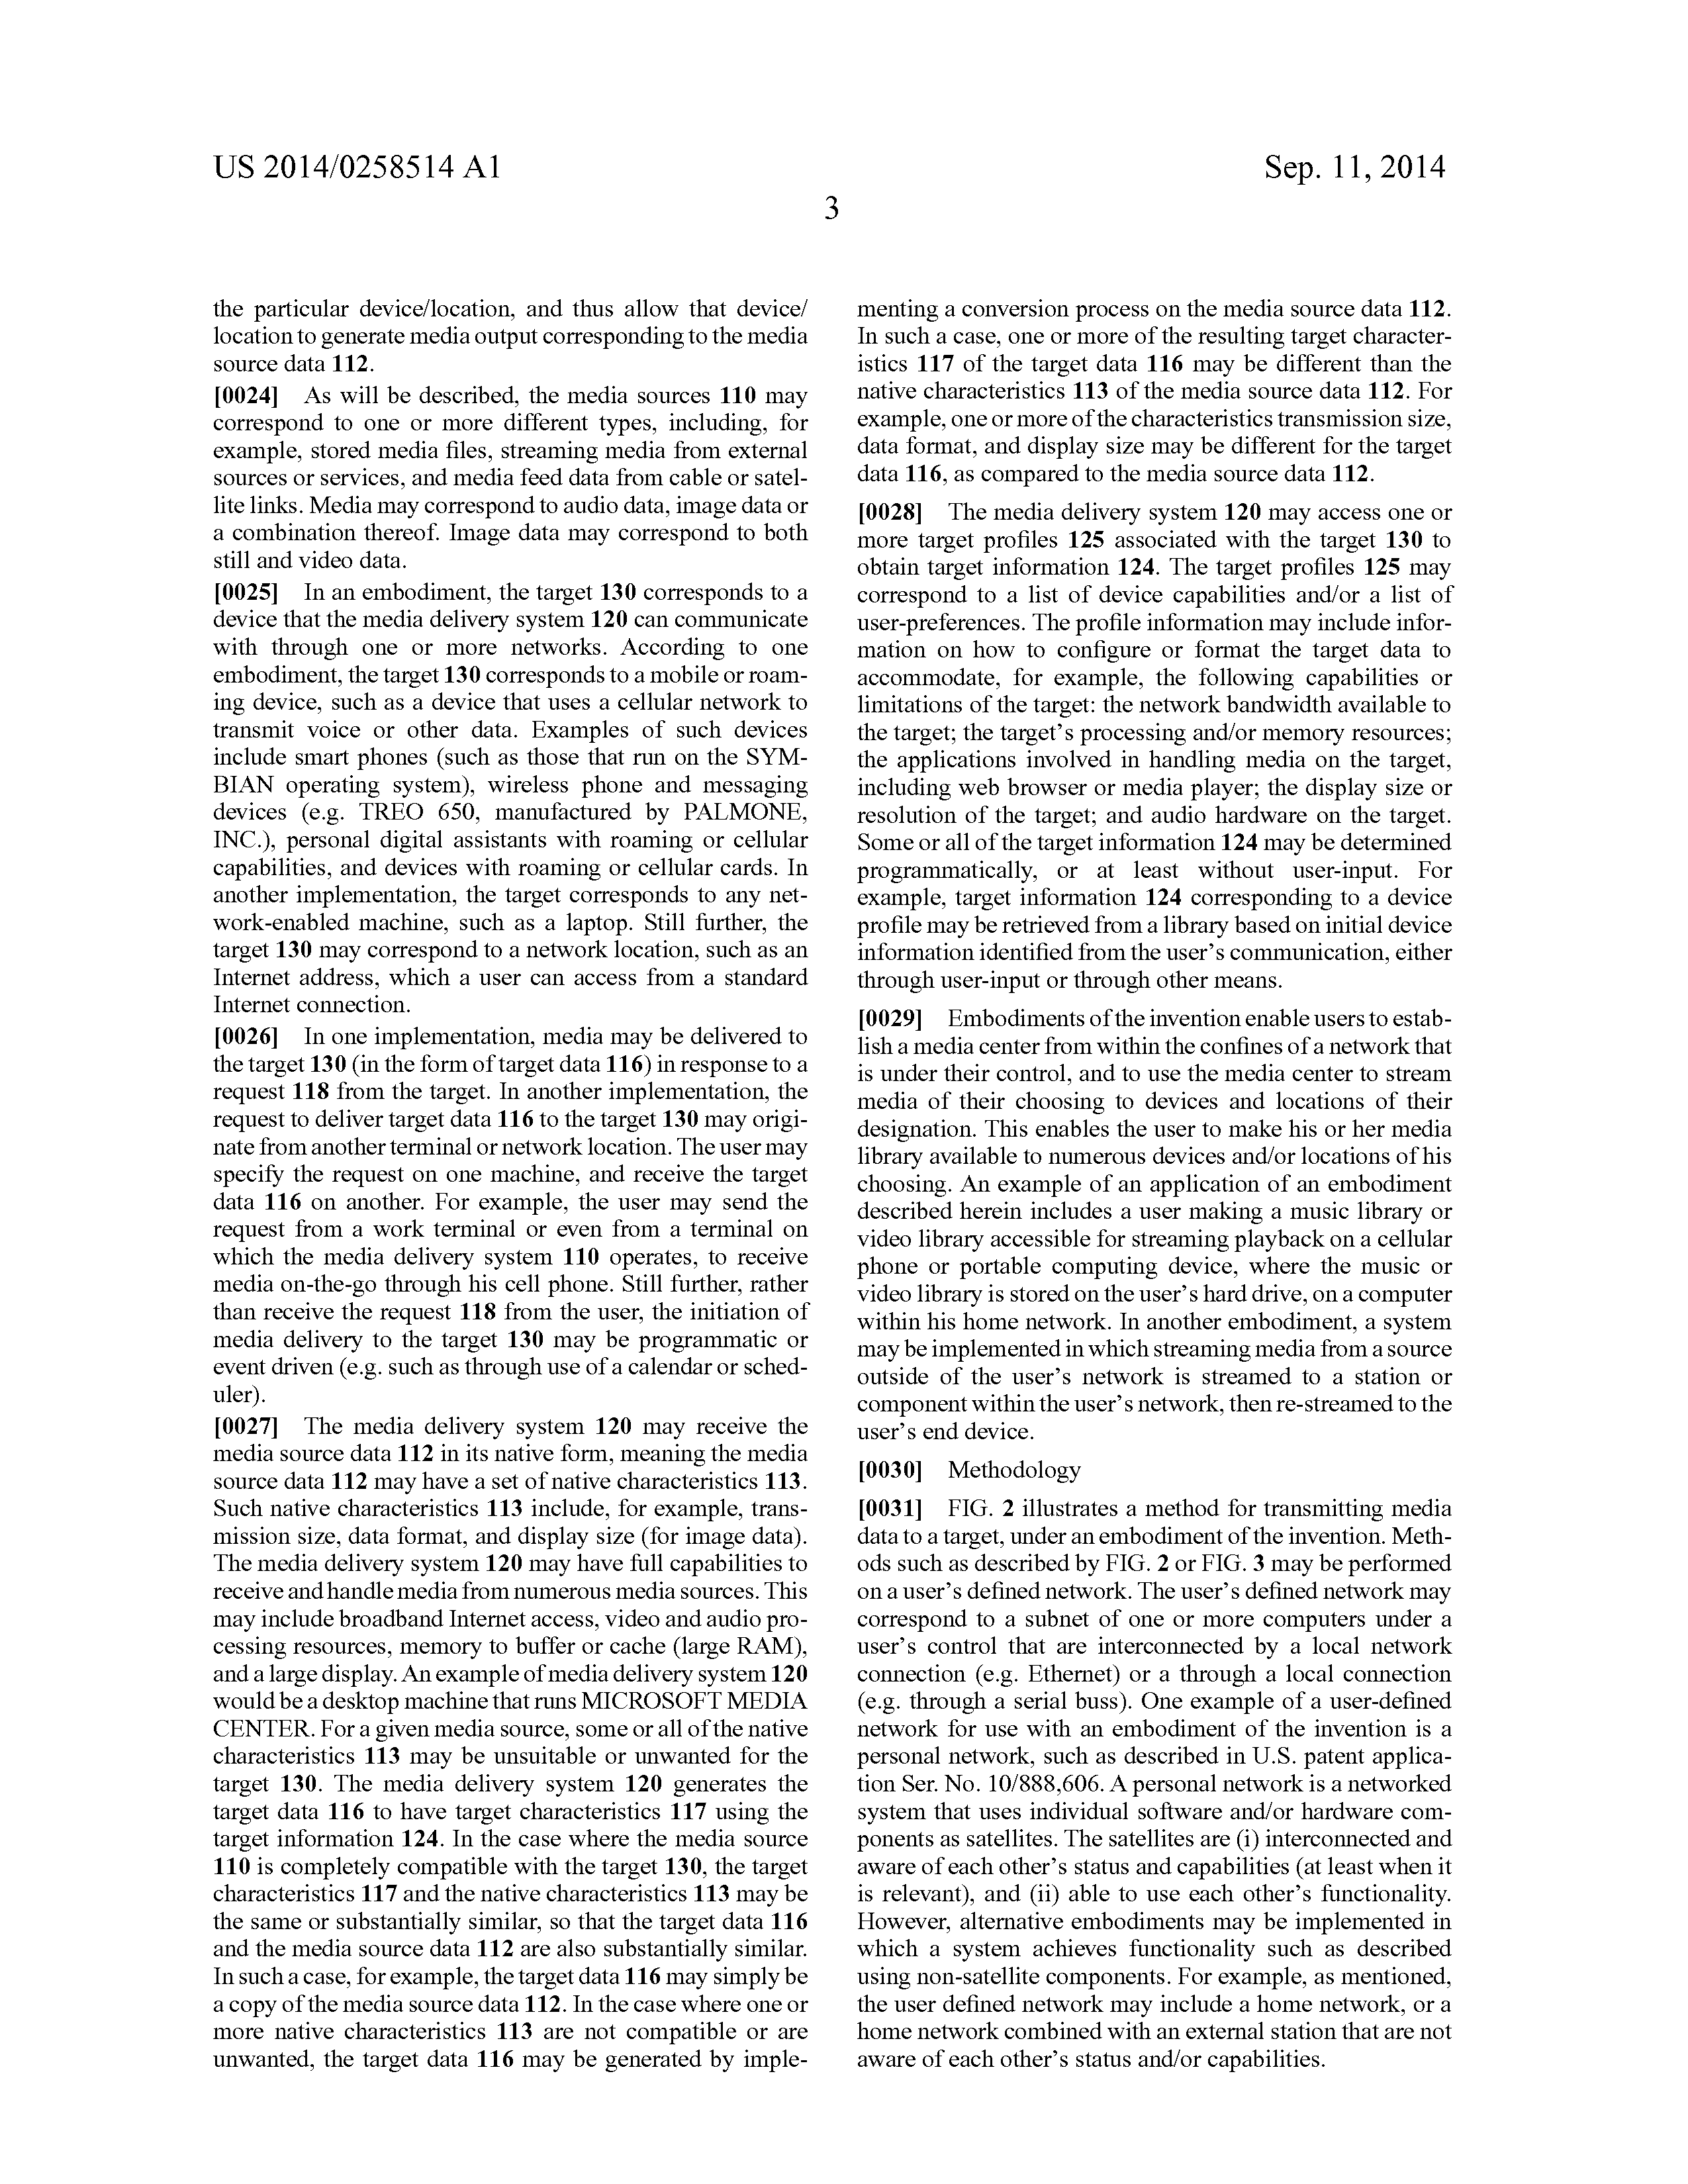 US 2014/0258514 A1
Sep. 11, 2014
3
the particular device/location, and thus allow that device/
location to generate media output corresponding to the media
source data 112.
[0024] As will be described, the media sources 110 may
correspond to one or more different types, including, for
example, stored media files, streaming media from external
sources or services, and media feed data from cable or satel-
lite links. Media may correspond to audio data, image data or
a combination thereof. Image data may correspond to both
still and video data.
[0025] In an embodiment, the target 130 corresponds to a
device that the media delivery system 120 can communicate
with through one or more networks. According to one
embodiment, the target 130 corresponds to a mobile or roam-
ing device, such as a device that uses a cellular network to
transmit voice or other data. Examples of such devices
include smart phones (such as those that run on the SYM-
BIAN operating system), wireless phone and messaging
devices (e.g. TREO 650, manufactured by PALMONE,
INC.), personal digital assistants with roaming or cellular
capabilities, and devices with roaming or cellular cards. In
another implementation, the target corresponds to any net-
work-enabled machine, such as a laptop. Still further, the
target 130 may correspond to a network location, such as an
Internet address, which a user can access from a standard
Internet connection.
[0026] In one implementation, media may be delivered to
the target 130 (in the form of target data 116) in response to a
request 118 from the target. In another implementation, the
request to deliver target data 116 to the target 130 may origi-
nate from another terminal or network location. The user may
specify the request on one machine, and receive the target
data 116 on another. For example, the user may send the
request from a work terminal or even from a terminal on
which the media delivery system 110 operates, to receive
media on-the-go through his cell phone. Still further, rather
than receive the request 118 from the user, the initiation of
media delivery to the target 130 may be programmatic or
event driven (e.g. such as through use of a calendar or sched-
uler).
[0027] The media delivery system 120 may receive the
media source data 112 in its native form, meaning the media
source data 112 may have a set of native characteristics 113.
Such native characteristics 113 include, for example, trans-
mission size, data format, and display size (for image data).
The media delivery system 120 may have full capabilities to
receive and handle media from numerous media sources. This
may include broadband Internet access, video and audio pro-
cessing resources, memory to buffer or cache (large RAM),
and a large display. An example of media delivery system 120
would be a desktop machine that runs MICROSOFT MEDIA
CENTER. For a given media source, some or all of the native
characteristics 113 may be unsuitable or unwanted for the
target 130. The media delivery system 120 generates the
target data 116 to have target characteristics 117 using the
target information 124. In the case where the media source
110 is completely compatible with the target 130, the target
characteristics 117 and the native characteristics 113 may be
the same or substantially similar, so that the target data 116
and the media source data 112 are also substantially similar.
In such a case, for example, the target data 116 may simply be
a copy of the media source data 112. In the case where one or
more native characteristics 113 are not compatible or are
unwanted, the target data 116 may be generated by imple-
menting a conversion process on the media source data 112.
In such a case, one or more of the resulting target character-
istics 117 of the target data 116 may be different than the
native characteristics 113 of the media source data 112. For
example, one or more of the characteristics transmission size,
data format, and display size may be different for the target
data 116, as compared to the media source data 112.
[0028] The media delivery system 120 may access one or
more target profiles 125 associated with the target 130 to
obtain target information 124. The target profiles 125 may
correspond to a list of device capabilities and/or a list of
user-preferences. The profile information may include infor-
mation on how to configure or format the target data to
accommodate, for example, the following capabilities or
limitations of the target: the network bandwidth available to
the target; the target's processing and/or memory resources;
the applications involved in handling media on the target,
including web browser or media player; the display size or
resolution of the target; and audio hardware on the target.
Some or all of the target information 124 may be determined
programmatically, or at least without user-input. For
example, target information 124 corresponding to a device
profile may be retrieved from a library based on initial device
information identified from the user's communication, either
through user-input or through other means.
[0029] Embodiments of the invention enable users to estab-
lish a media center from within the confines of a network that
is under their control, and to use the media center to stream
media of their choosing to devices and locations of their
designation. This enables the user to make his or her media
library available to numerous devices and/or locations of his
choosing. An example of an application of an embodiment
described herein includes a user making a music library or
video library accessible for streaming playback on a cellular
phone or portable computing device, where the music or
video library is stored on the user's hard drive, on a computer
within his home network. In another embodiment, a system
may be implemented in which streaming media from a source
outside of the user's network is streamed to a station or
component within the user's network, then re-streamed to the
user's end device.
[0030] Methodology
[0031] FIG. 2 illustrates a method for transmitting media
data to a target, under an embodiment of the invention. Meth-
ods such as described by FIG. 2 or FIG. 3 may be performed
on a user's defined network. The user's defined network may
correspond to a subnet of one or more computers under a
user's control that are interconnected by a local network
connection (e.g. Ethernet) or a through a local connection
(e.g. through a serial buss). One example of a user-defined
network for use with an embodiment of the invention is a
personal network, such as described in U.S. patent applica-
tion Ser. No. 10/888,606. A personal network is a networked
system that uses individual software and/or hardware com-
ponents as satellites. The satellites are (i) interconnected and
aware of each other's status and capabilities (at least when it
is relevant), and (ii) able to use each other's functionality.
However, alternative embodiments may be implemented in
which a system achieves functionality such as described
using non-satellite components. For example, as mentioned,
the user defined network may include a home network, or a
home network combined with an external station that are not
aware of each other's status and/or capabilities.